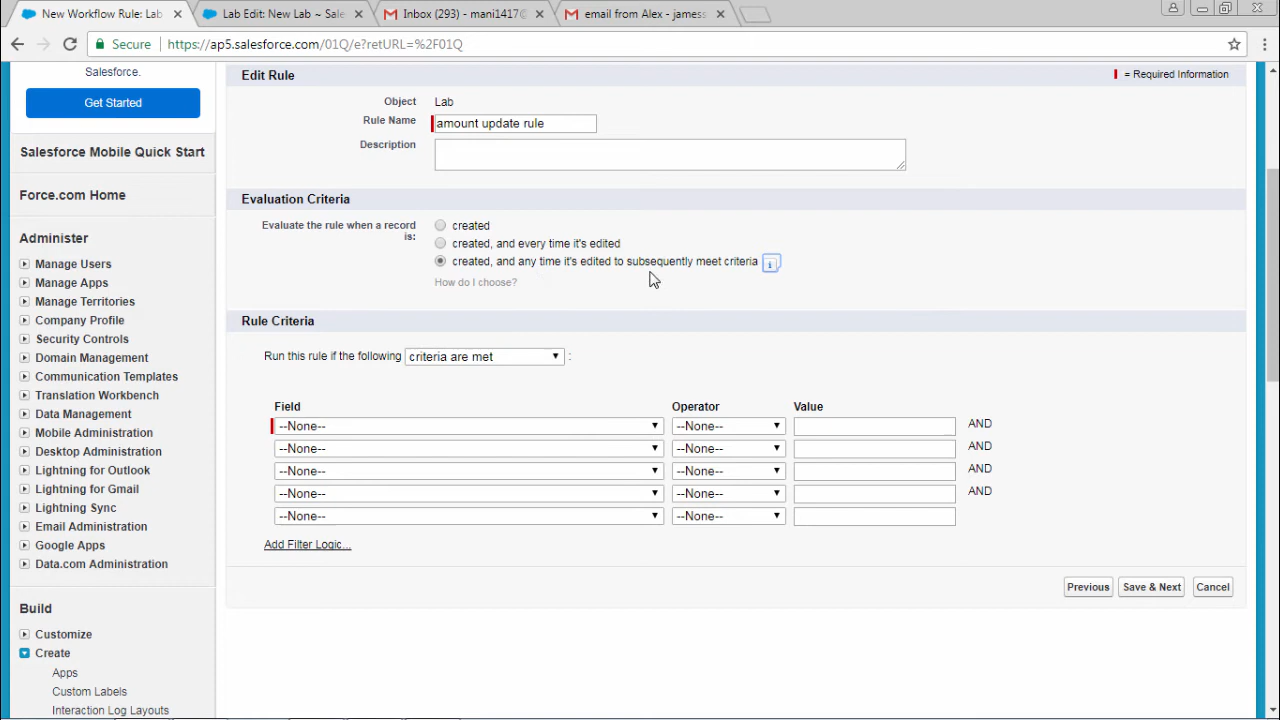 New Workflow Rule: Lab
Lab Edit: New Lab ~ Sale
Inbox (293) - mani1417@
email from Alex - jamess
Secure
https://ap5.salesforce.com/01Q/e?retURL=%2F01Q
Salesforce.
Get Started
Salesforce Mobile Quick Start
Force.com Home
Administer
Manage Users
Manage Apps
Manage Territories
Company Profile
Security Controls
Domain Management
Communication Templates
Translation Workbench
Data Management
Mobile Administration
Desktop Administration
Lightning for Outlook
Lightning for Gmail
Lightning Sync
Email Administration
Google Apps
Data.com Administration
Build
Customize
Create
Apps
Custom Labels
Interaction Log Layouts
Edit Rule
= Required Information
Object Lab
Rule Name amount update rule
Description
Evaluation Criteria
Evaluate the rule when a record is:
created
created, and every time it's edited
created, and any time it's edited to subsequently meet criteria
How do I choose?
Rule Criteria
Run this rule if the following criteria are met :
Field Operator Value
--None-- --None-- AND
--None-- --None-- AND
--None-- --None-- AND
--None-- --None-- AND
--None-- --None--
Add Filter Logic...
Previous Save & Next Cancel